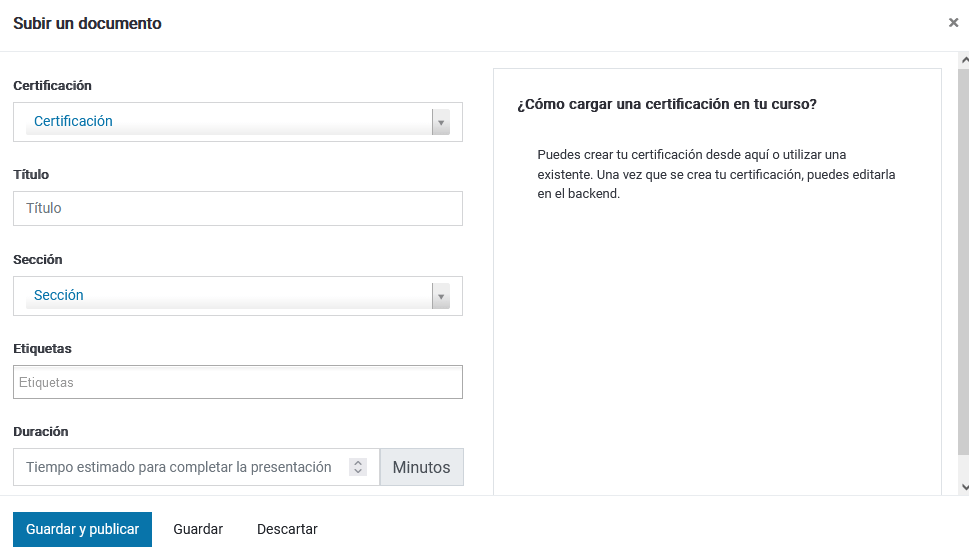 Subir un documento
×
Certificación
Certificación
Título
Título
Sección
Sección
Etiquetas
Etiquetas
Duración
Tiempo estimado para completar la presentación
Minutos
¿Cómo cargar una certificación en tu curso?
Puedes crear tu certificación desde aquí o utilizar una
existente. Una vez que se crea tu certificación, puedes editarla
en el backend.
Guardar y publicar
Guardar
Descartar